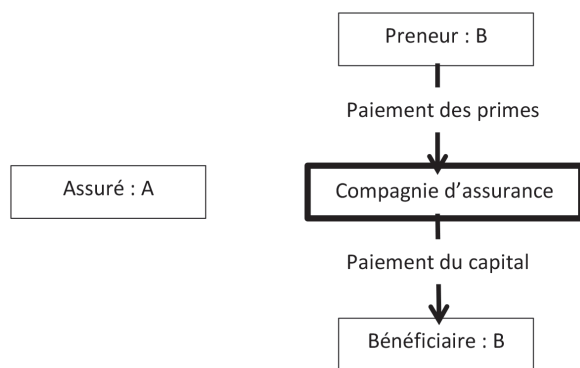 Preneur : B
Paiement des primes
Assuré : A
Compagnie d’assurance
Paiement du capital
Bénéficiaire : B